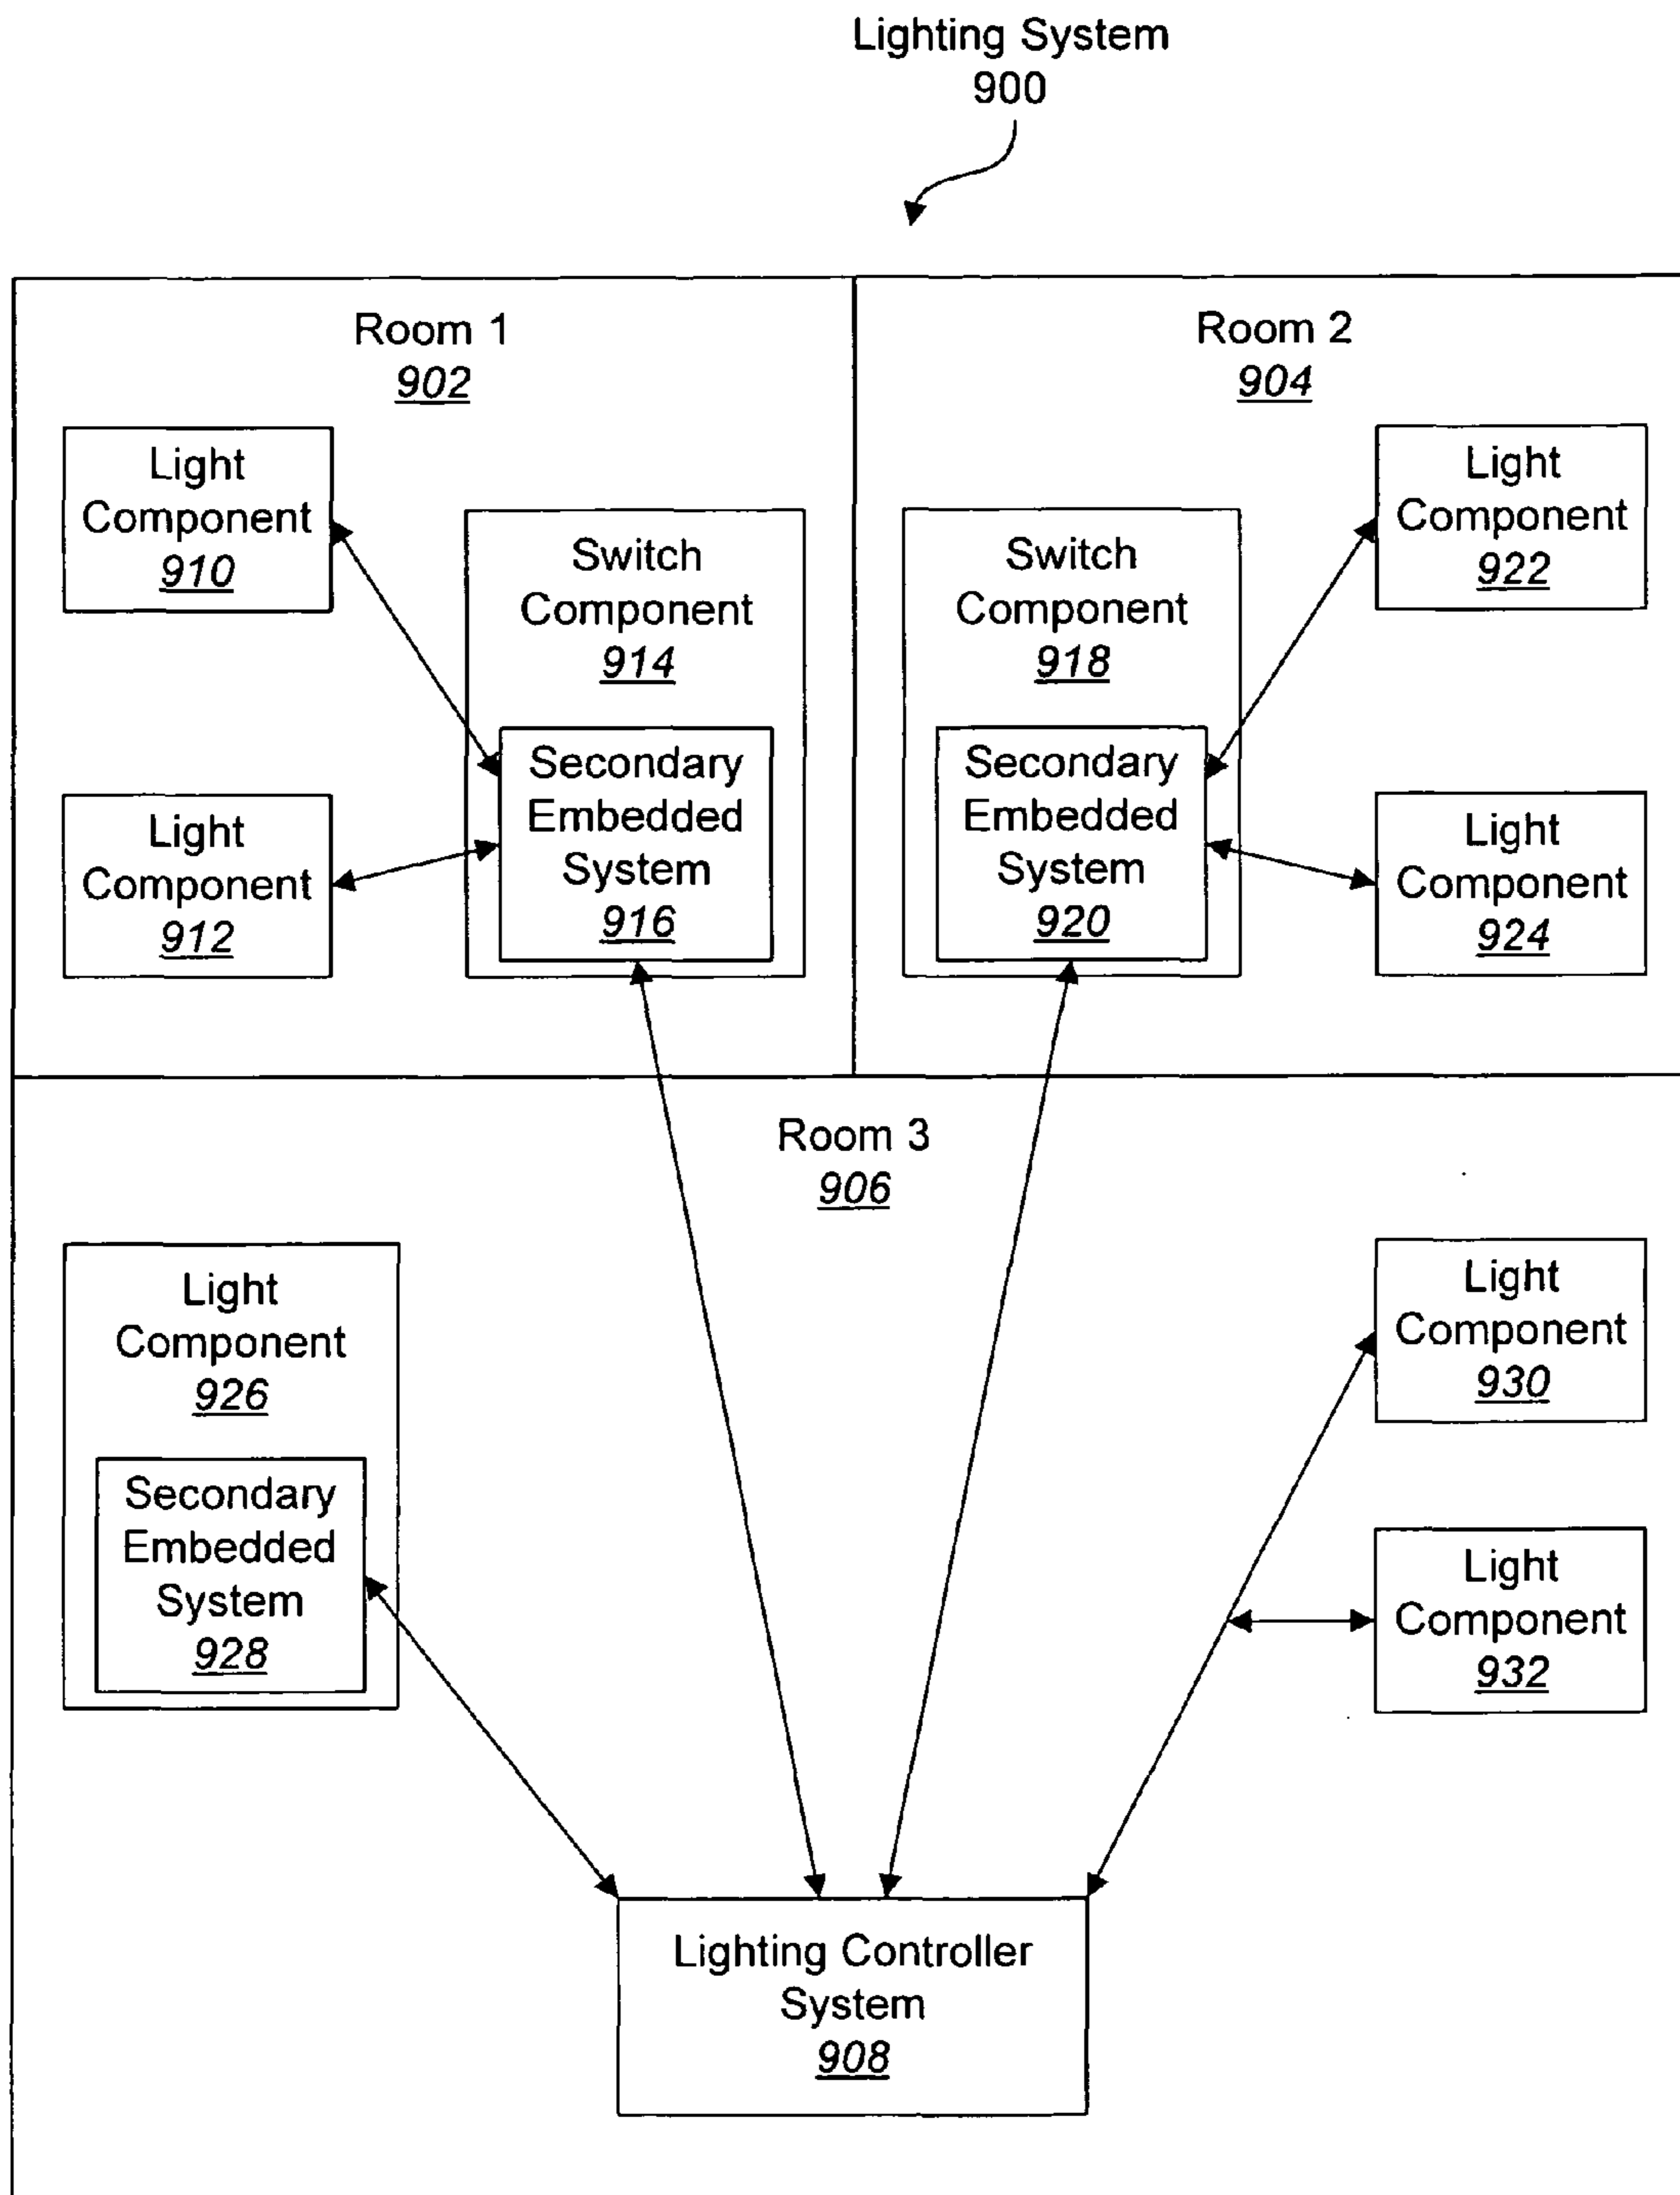 Lighting System
900
Room 1
902
Room 2
904
Light
Component
910
Switch
Component
914
Secondary
Embedded
System
916
Light
Component
912
Switch
Component
918
Secondary
Embedded
System
920
Light
Component
922
Light
Component
924
Room 3
906
Light
Component
926
Secondary
Embedded
System
928
Light
Component
930
Light
Component
932
Lighting Controller
System
908